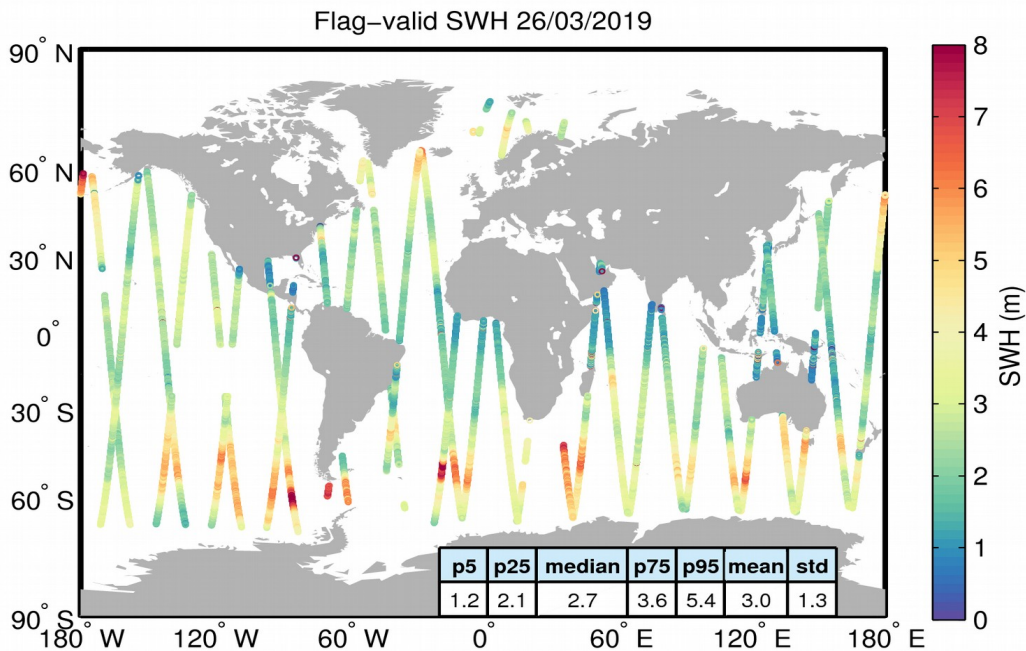 Flag−valid SWH 26/03/2019
90° N
60° N
30° N
0°
30° S
60° S
90° S
180° W
120° W
60° W
0°
60° E
120° E
180° E
p5 p25 median p75 p95 mean std
1.2 2.1 2.7 3.6 5.4 3.0 1.3
8
7
6
5
4
3
2
1
0
SWH (m)